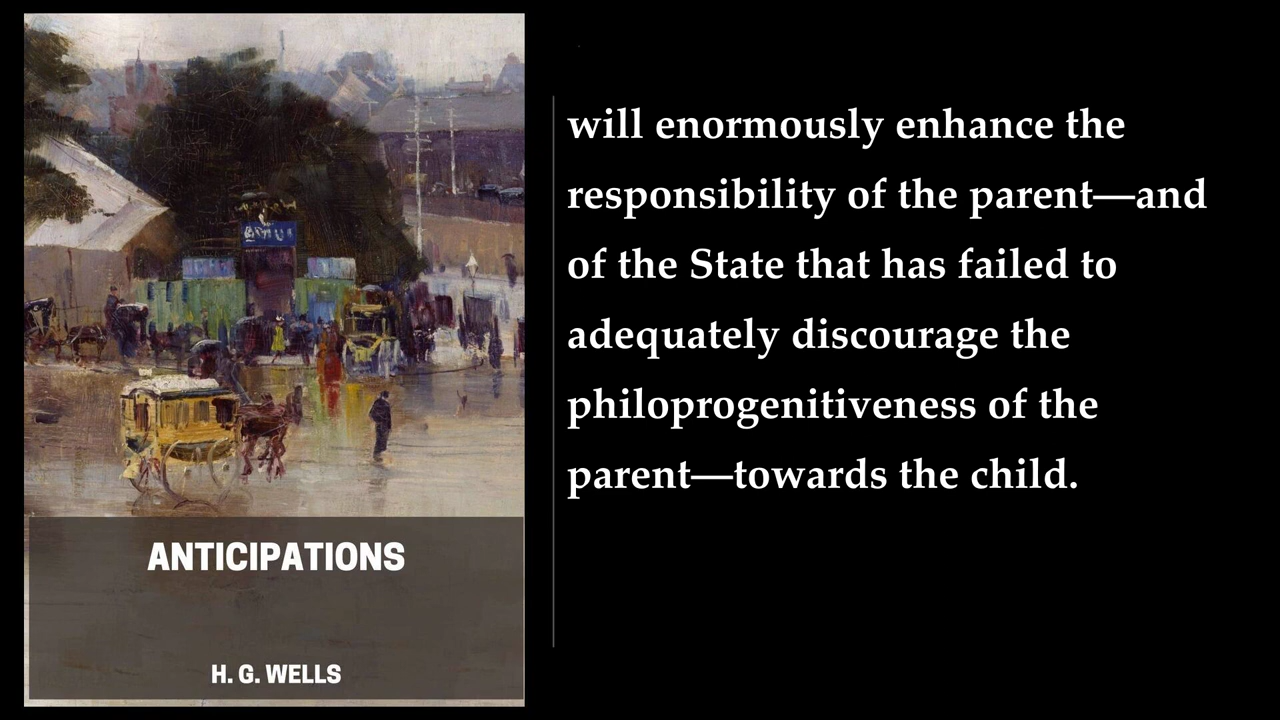 ANTICIPATIONS
H. G. WELLS
will enormously enhance the
responsibility of the parent—and
of the State that has failed to
adequately discourage the
philoprogenitiveness of the
parent—towards the child.